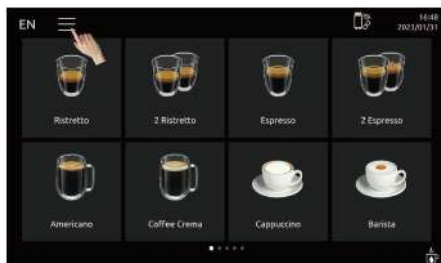 EN
16:48
2023/01/31
Ristretto
2 Ristretto
Espresso
2 Espresso
Americano
Coffee Crema
Cappuccino
Barista